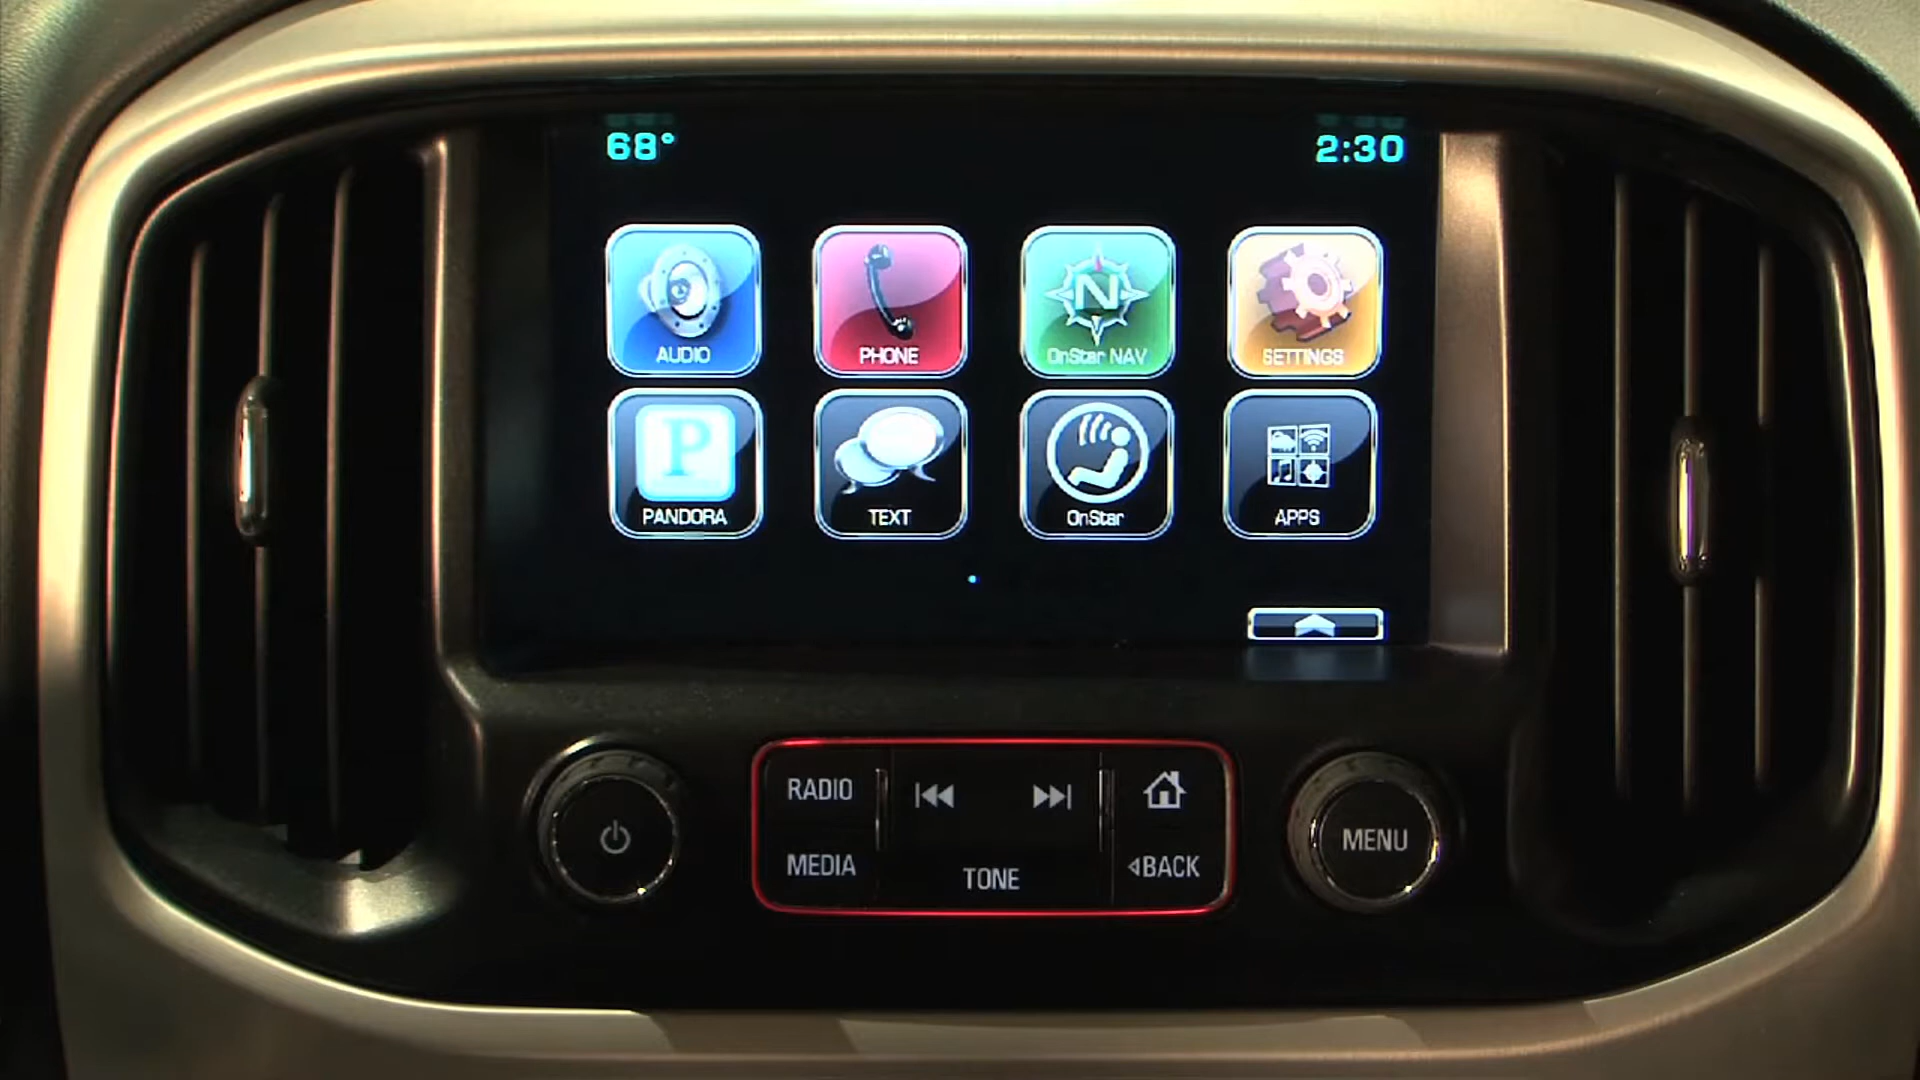 68° 2:30
AUDIO PHONE OnStar NAV SETTINGS
N
P
PANDORA TEXT OnStar APPS
RADIO
MEDIA TONE BACK
MENU